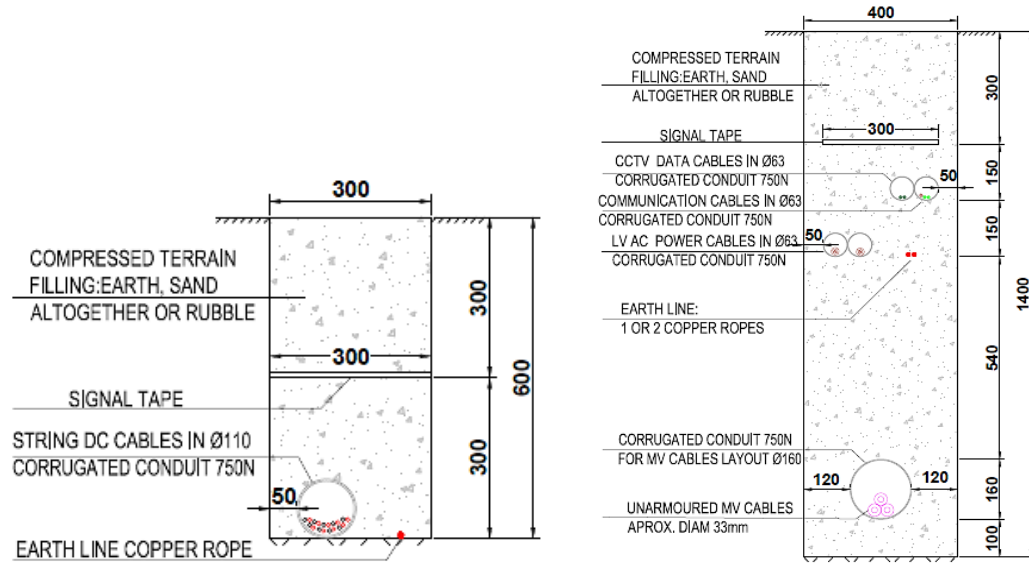 300
COMPRESSED TERRAIN
FILLING:EARTH, SAND
ALTOGETHER OR RUBBLE
300
300
600
SIGNAL TAPE
STRING DC CABLES IN Ø110
CORRUGATED CONDUIT 750N
300
50
EARTH LINE COPPER ROPE
400
COMPRESSED TERRAIN
FILLING:EARTH, SAND
ALTOGETHER OR RUBBLE
300
SIGNAL TAPE
300
CCTV DATA CABLES IN Ø63
CORRUGATED CONDUIT 750N
50
150
COMMUNICATION CABLES IN Ø63
CORRUGATED CONDUIT 750N
50
150
LV AC POWER CABLES IN Ø63
CORRUGATED CONDUIT 750N
1400
EARTH LINE:
1 OR 2 COPPER ROPES
540
CORRUGATED CONDUIT 750N
FOR MV CABLES LAYOUT Ø160
120
120
160
UNARMOURED MV CABLES
APROX. DIAM 33mm
100